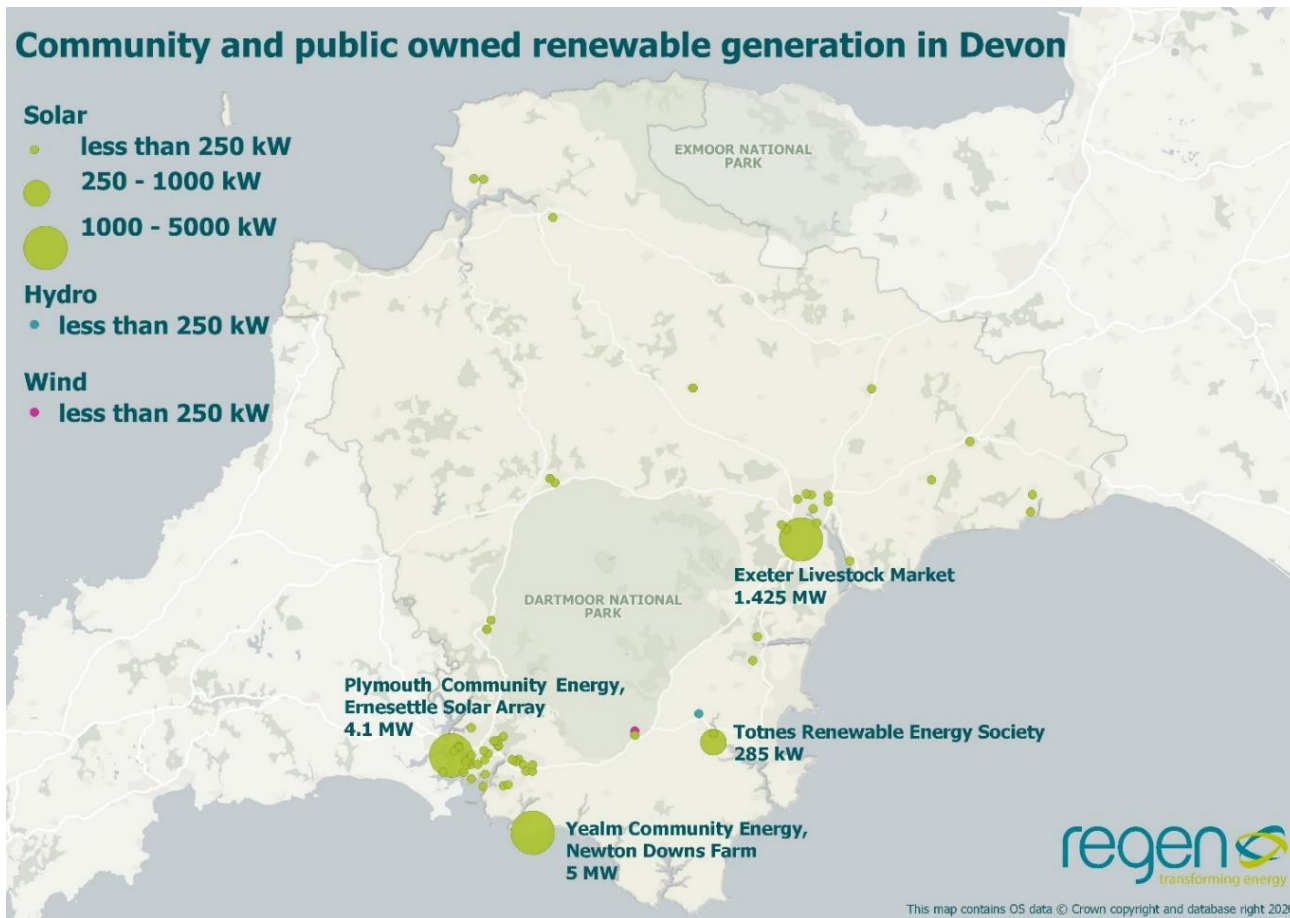 Community and public owned renewable generation in Devon
Solar
less than 250 kW
250 - 1000 kW
1000 - 5000 kW
Hydro
less than 250 kW
Wind
less than 250 kW
EXMOOR NATIONAL
PARK
Exeter Livestock Market
1.425 MW
DARTMOOR NATIONAL
PARK
Plymouth Community Energy,
Ernesettle Solar Array
4.1 MW
Totnes Renewable Energy Society
285 kW
Yealm Community Energy,
Newton Downs Farm
5 MW
regen
transforming energy
This map contains OS data © Crown copyright and database right 2020